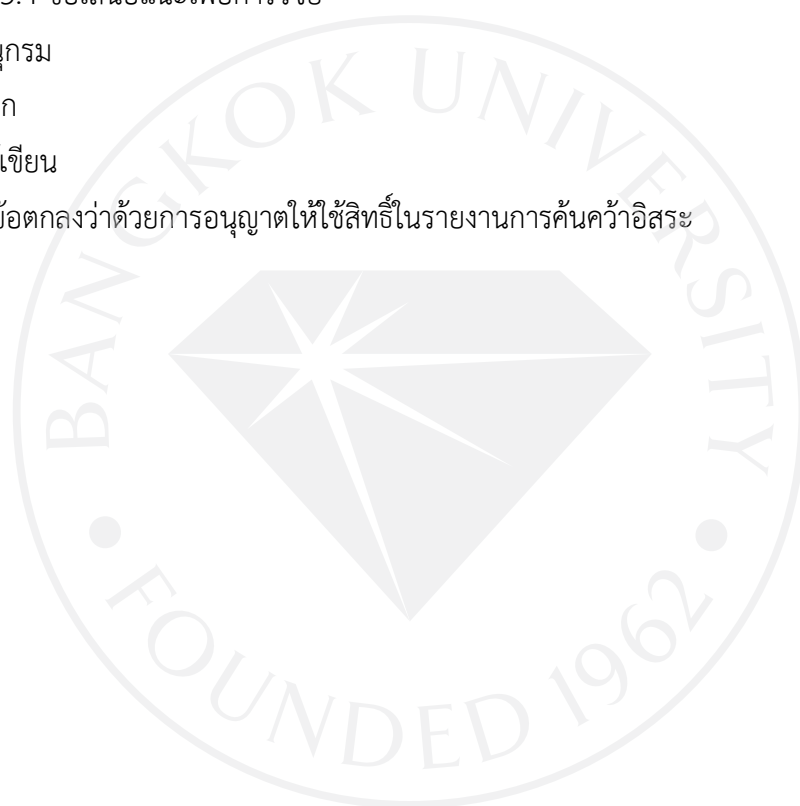 ุกรม
ก
เขียน
ข้อตกลงว่าด้วยการอนุญาตให้ใช้สิทธิ์ในรายงานการค้นคว้าอิสระ
BANGKOK UNIVERSITY
FOUNDED 1962